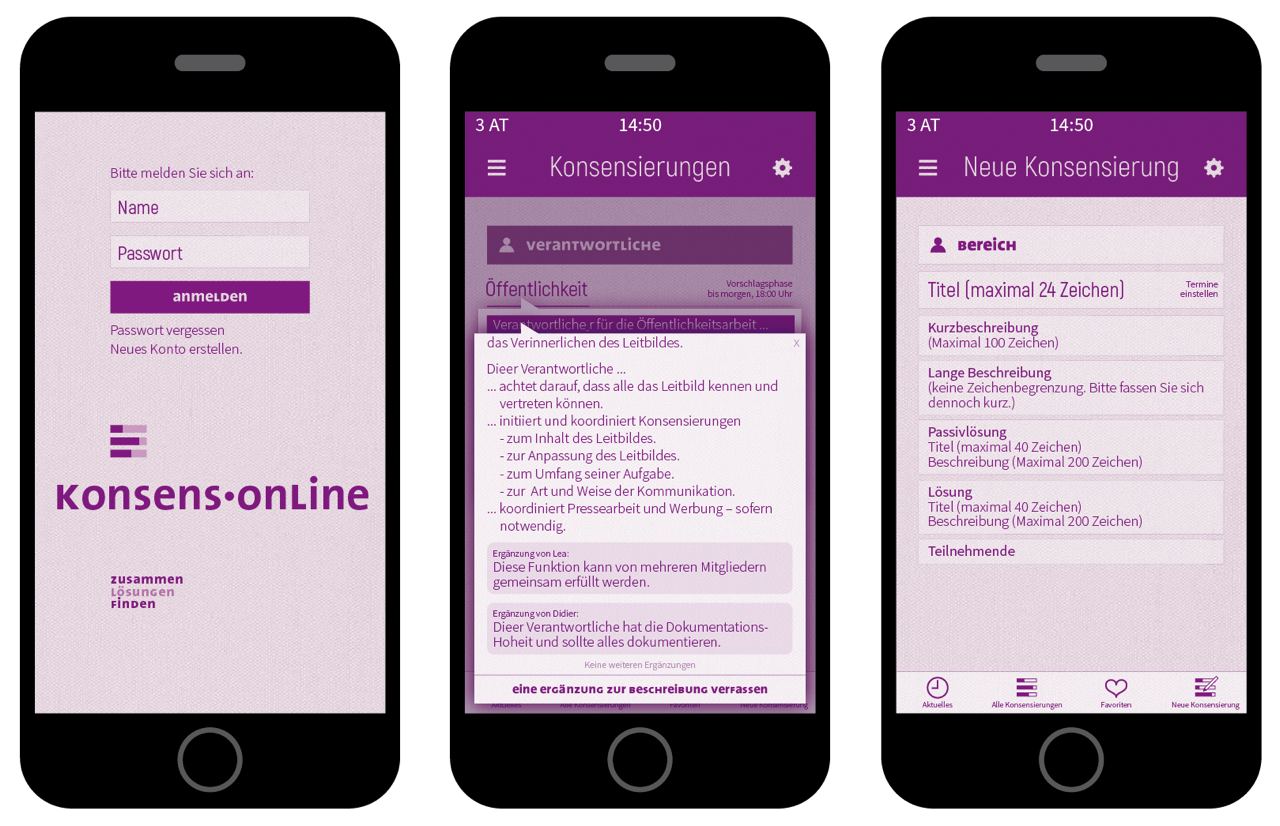 Bitte melden Sie sich an:
Name
Passwort
anmelden
Passwort vergessen
Neues Konto erstellen.
Konsens•onLine
zusammen
Lösungen
finden
3 AT 14:50
Konsensierungen
verantwortliche
Öffentlichkeit
Vorschlagsphase
bis morgen, 18:00 Uhr
Verantwortliche r für die Öffentlichkeitsarbeit ...
das Verinnerlichen des Leitbildes.
X
Dieer Verantwortliche ...
... achtet darauf, dass alle das Leitbild kennen und
vertreten können.
... initiiert und koordiniert Konsensierungen
- zum Inhalt des Leitbildes.
- zur Anpassung des Leitbildes.
- zum Umfang seiner Aufgabe.
- zur Art und Weise der Kommunikation.
... koordiniert Pressearbeit und Werbung – sofern
notwendig.
Ergänzung von Lea:
Diese Funktion kann von mehreren Mitgliedern
gemeinsam erfüllt werden.
Ergänzung von Didier:
Dieer Verantwortliche hat die Dokumentations-
Hoheit und sollte alles dokumentieren.
Keine weiteren Ergänzungen
eine ergänzung zur beschreibung verfassen
Aktuelles Alle Konsensierungen Favoriten Neue Konsensierung
3 AT 14:50
Neue Konsensierung
Bereich
Titel (maximal 24 Zeichen)
Termine
einstellen
Kurzbeschreibung
(Maximal 100 Zeichen)
Lange Beschreibung
(keine Zeichenbegrenzung. Bitte fassen Sie sich
dennoch kurz.)
Passivlösung
Titel (maximal 40 Zeichen)
Beschreibung (Maximal 200 Zeichen)
Lösung
Titel (maximal 40 Zeichen)
Beschreibung (Maximal 200 Zeichen)
Teilnehmende
Aktuelles Alle Konsensierungen Favoriten Neue Konsensierung